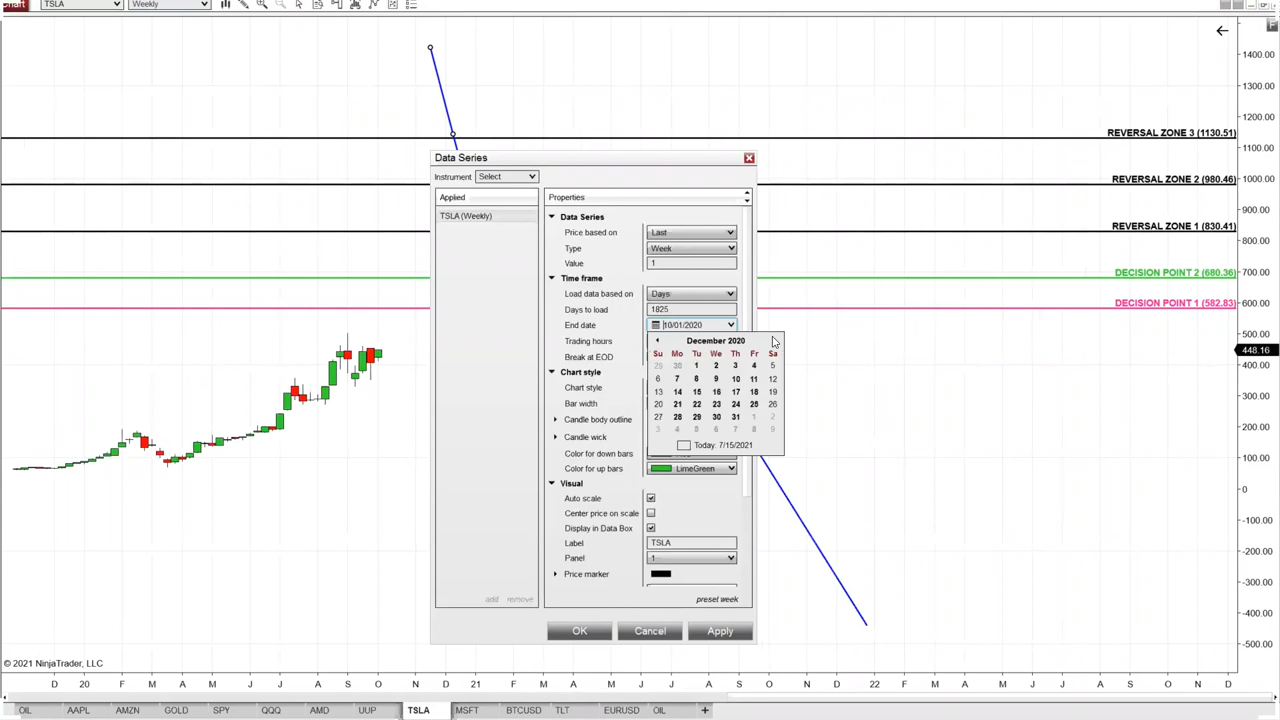 Chart TSLA Weekly
F
1400.00
1300.00
1200.00
REVERSAL ZONE 3 (1130.51)
1100.00
Data Series
Instrument Select
1000.00
REVERSAL ZONE 2 (980.46)
Applied Properties
900.00
TSLA (Weekly) Data Series
REVERSAL ZONE 1 (830.41)
Price based on Last
800.00
Type Week
Value 1
700.00
DECISION POINT 2 (680.36)
Time frame
Load data based on Days
600.00
DECISION POINT 1 (582.83)
Days to load 1825
End date 10/01/2020
500.00
Trading hours
December 2020
448.16
Su Mo Tu We Th Fr Sa
Break at EOD
29 30 1 2 3 4 5
400.00
Chart style
6 7 8 9 10 11 12
Chart style
13 14 15 16 17 18 19
300.00
Bar width
20 21 22 23 24 25 26
Candle body outline
27 28 29 30 31 1 2
200.00
3 4 5 6 7 8 9
Candle wick
Today: 7/15/2021
Color for down bars
100.00
Color for up bars LimeGreen
Visual
0
Auto scale
Center price on scale
-100.00
Display in Data Box
Label TSLA
-200.00
Panel 1
Price marker
-300.00
add remove preset week
-400.00
OK Cancel Apply
-500.00
© 2021 NinjaTrader, LLC
D 20 F M A M J J A S O N D 21 F M A M J J A S O N D 22 F M A M J J A S O N D
OIL AAPL AMZN GOLD SPY QQQ AMD UUP TSLA MSFT BTCUSD TLT EURUSD OIL +